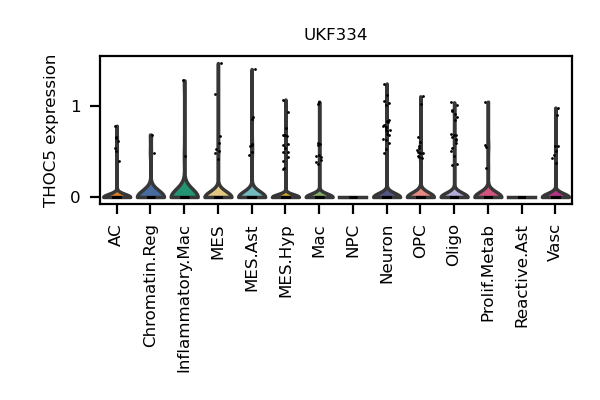 UKF334
THOC5 expression
1
0
AC
Chromatin.Reg
Inflammatory.Mac
MES
MES.Ast
MES.Hyp
Mac
NPC
Neuron
OPC
Oligo
Prolif.Metab
Reactive.Ast
Vasc